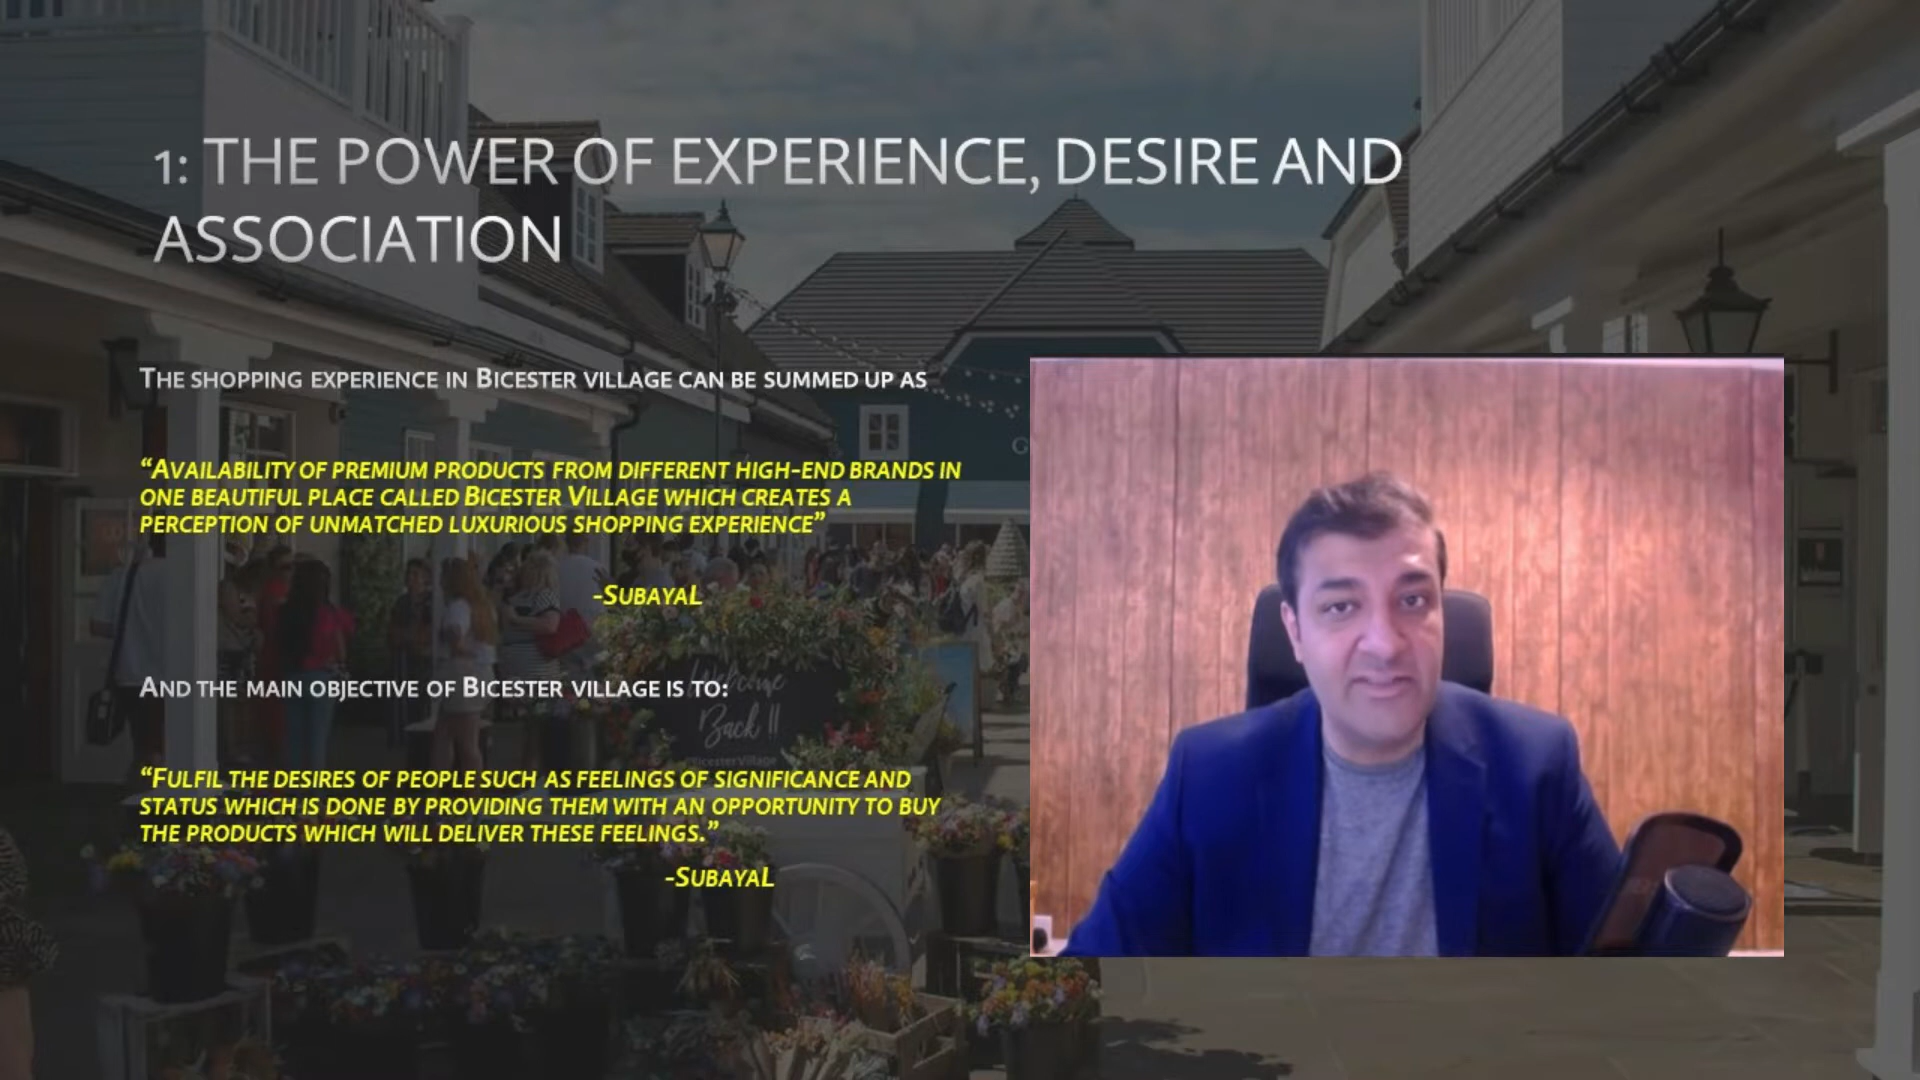 1: THE POWER OF EXPERIENCE, DESIRE AND
ASSOCIATION
THE SHOPPING EXPERIENCE IN BICESTER VILLAGE CAN BE SUMMED UP AS
“AVAILABILITY OF PREMIUM PRODUCTS FROM DIFFERENT HIGH-END BRANDS IN
ONE BEAUTIFUL PLACE CALLED BICESTER VILLAGE WHICH CREATES A
PERCEPTION OF UNMATCHED LUXURIOUS SHOPPING EXPERIENCE”
-SUBAYAL
AND THE MAIN OBJECTIVE OF BICESTER VILLAGE IS TO:
Welcome
Back !!
BicesterVillage
“FULFIL THE DESIRES OF PEOPLE SUCH AS FEELINGS OF SIGNIFICANCE AND
STATUS WHICH IS DONE BY PROVIDING THEM WITH AN OPPORTUNITY TO BUY
THE PRODUCTS WHICH WILL DELIVER THESE FEELINGS.”
-SUBAYAL